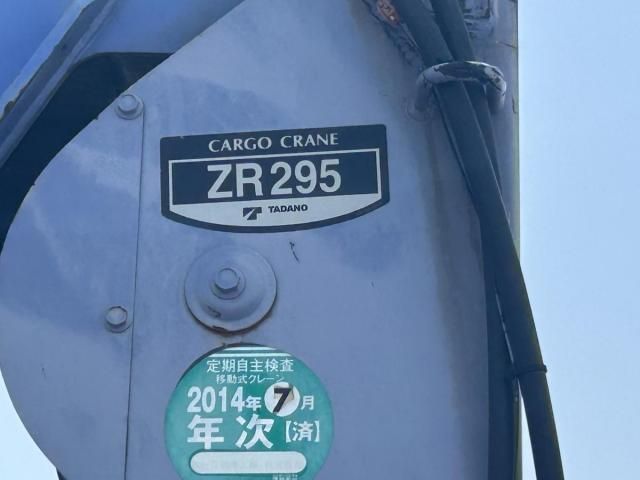 CARGO CRANE
ZR295
TADANO
定期自主検査
移動式クレーン
2014年7月
年次【済】